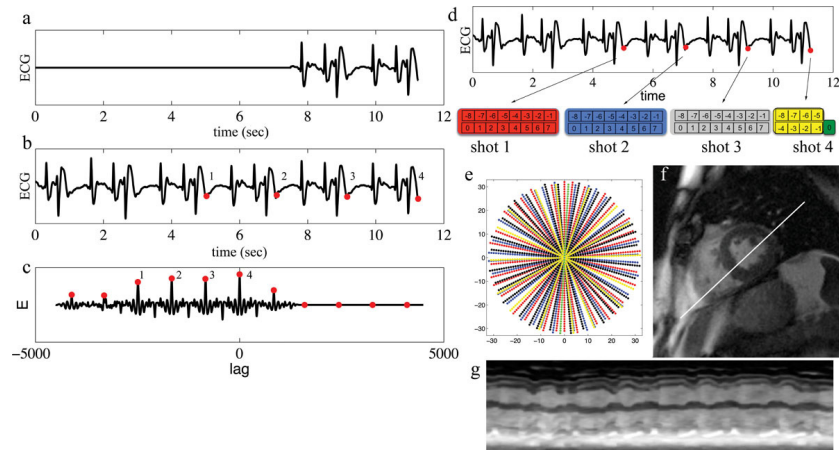 a
ECG
0 2 4 6 8 10 12
time (sec)
b
ECG
1 2 3 4
0 2 4 6 8 10 12
time (sec)
c
E
1 2 3 4
−5000 0 5000
lag
d
ECG
0 2 4 6 8 10 12
time
-8 -7 -6 -5 -4 -3 -2 -1
0 1 2 3 4 5 6 7
shot 1
-8 -7 -6 -5 -4 -3 -2 -1
0 1 2 3 4 5 6 7
shot 2
-8 -7 -6 -5 -4 -3 -2 -1
0 1 2 3 4 5 6 7
shot 3
-8 -7 -6 -5
-4 -3 -2 -1 0
shot 4
e
30
20
10
0
-10
-20
-30
-30 -20 -10 0 10 20 30
f
g